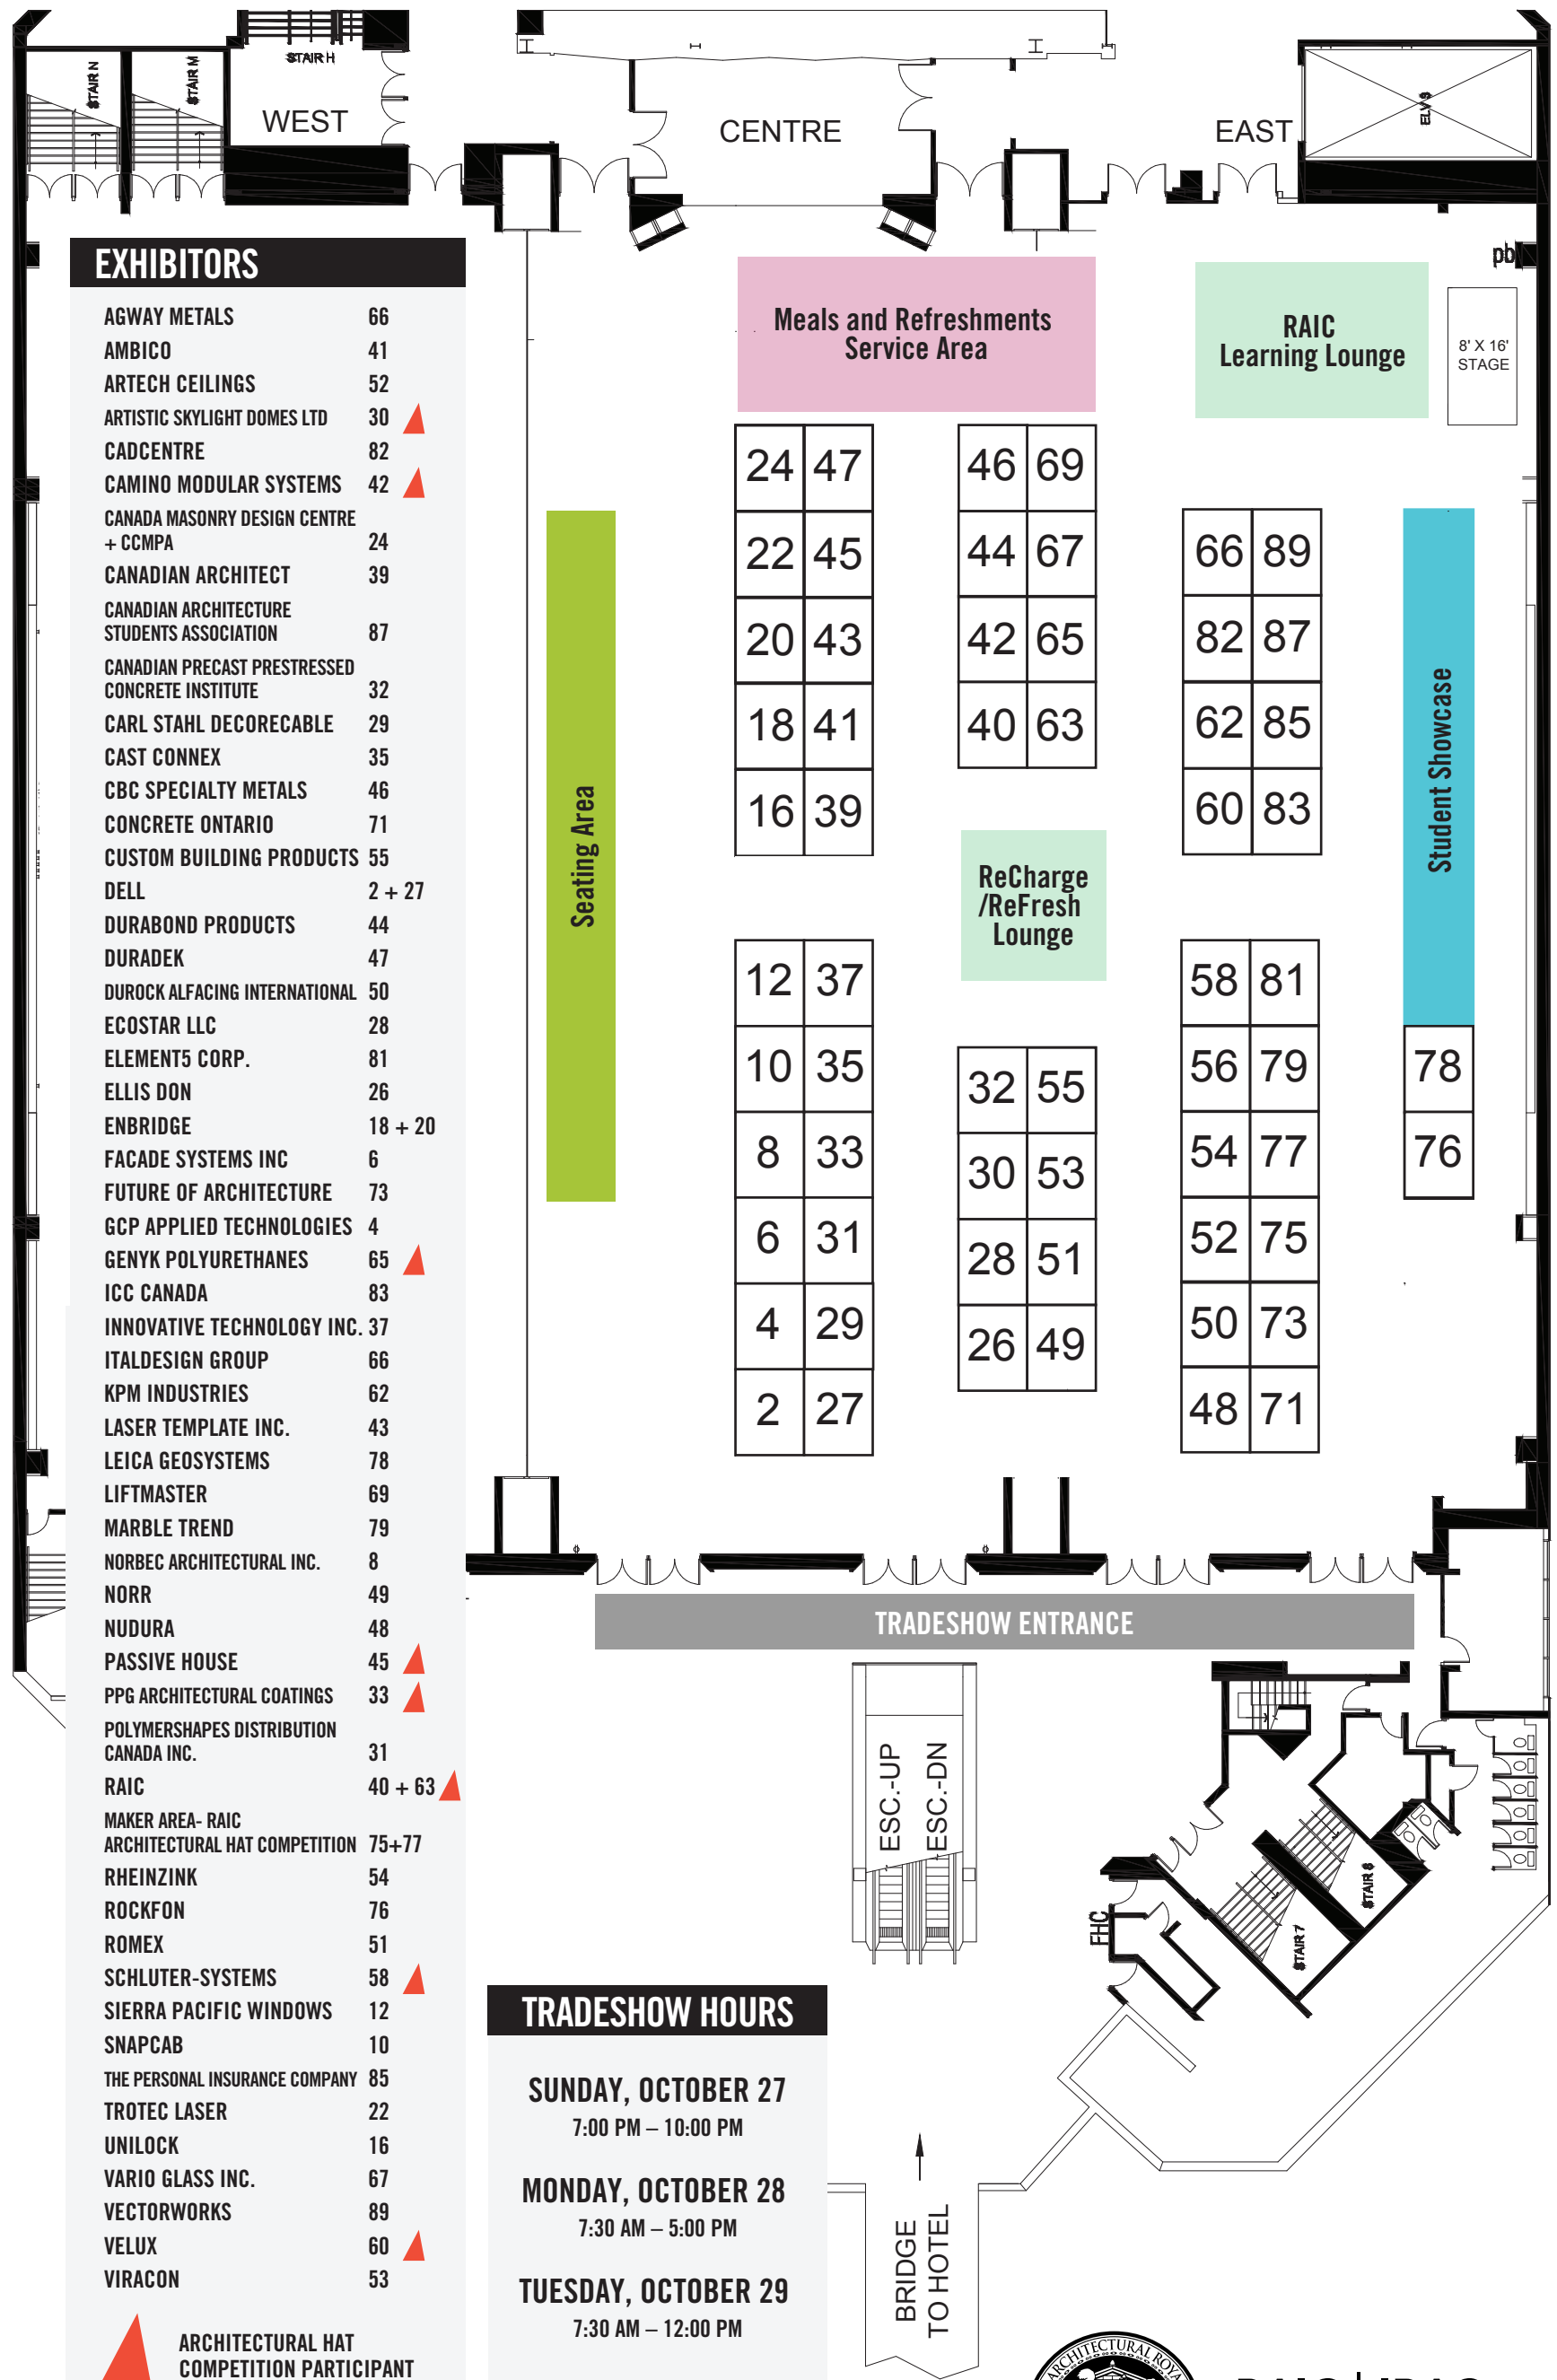 STAIR N
STAIR M
STAIR H
WEST
CENTRE
EAST
ELV 9
pb
EXHIBITORS
AGWAY METALS 66
AMBICO 41
ARTECH CEILINGS 52
ARTISTIC SKYLIGHT DOMES LTD 30
CADCENTRE 82
CAMINO MODULAR SYSTEMS 42
CANADA MASONRY DESIGN CENTRE
+ CCMPA 24
CANADIAN ARCHITECT 39
CANADIAN ARCHITECTURE
STUDENTS ASSOCIATION 87
CANADIAN PRECAST PRESTRESSED
CONCRETE INSTITUTE 32
CARL STAHL DECORECABLE 29
CAST CONNEX 35
CBC SPECIALTY METALS 46
CONCRETE ONTARIO 71
CUSTOM BUILDING PRODUCTS 55
DELL 2 + 27
DURABOND PRODUCTS 44
DURADEK 47
DUROCK ALFACING INTERNATIONAL 50
ECOSTAR LLC 28
ELEMENT5 CORP. 81
ELLIS DON 26
ENBRIDGE 18 + 20
FACADE SYSTEMS INC 6
FUTURE OF ARCHITECTURE 73
GCP APPLIED TECHNOLOGIES 4
GENYK POLYURETHANES 65
ICC CANADA 83
INNOVATIVE TECHNOLOGY INC. 37
ITALDESIGN GROUP 66
KPM INDUSTRIES 62
LASER TEMPLATE INC. 43
LEICA GEOSYSTEMS 78
LIFTMASTER 69
MARBLE TREND 79
NORBEC ARCHITECTURAL INC. 8
NORR 49
NUDURA 48
PASSIVE HOUSE 45
PPG ARCHITECTURAL COATINGS 33
POLYMERSHAPES DISTRIBUTION
CANADA INC. 31
RAIC 40 + 63
MAKER AREA- RAIC
ARCHITECTURAL HAT COMPETITION 75+77
RHEINZINK 54
ROCKFON 76
ROMEX 51
SCHLUTER-SYSTEMS 58
SIERRA PACIFIC WINDOWS 12
SNAPCAB 10
THE PERSONAL INSURANCE COMPANY 85
TROTEC LASER 22
UNILOCK 16
VARIO GLASS INC. 67
VECTORWORKS 89
VELUX 60
VIRACON 53
ARCHITECTURAL HAT
COMPETITION PARTICIPANT
Meals and Refreshments
Service Area
RAIC
Learning Lounge
8' X 16'
STAGE
Seating Area
24 47
22 45
20 43
18 41
16 39
46 69
44 67
42 65
40 63
66 89
82 87
62 85
60 83
Student Showcase
ReCharge
/ReFresh
Lounge
12 37
10 35
8 33
6 31
4 29
2 27
32 55
30 53
28 51
26 49
58 81
56 79
54 77
52 75
50 73
48 71
78
76
TRADESHOW ENTRANCE
ESC.-UP
ESC.-DN
FHC
STAIR 8
STAIR 7
TRADESHOW HOURS
SUNDAY, OCTOBER 27
7:00 PM – 10:00 PM
MONDAY, OCTOBER 28
7:30 AM – 5:00 PM
TUESDAY, OCTOBER 29
7:30 AM – 12:00 PM
BRIDGE
TO HOTEL
ARCHITECTURAL